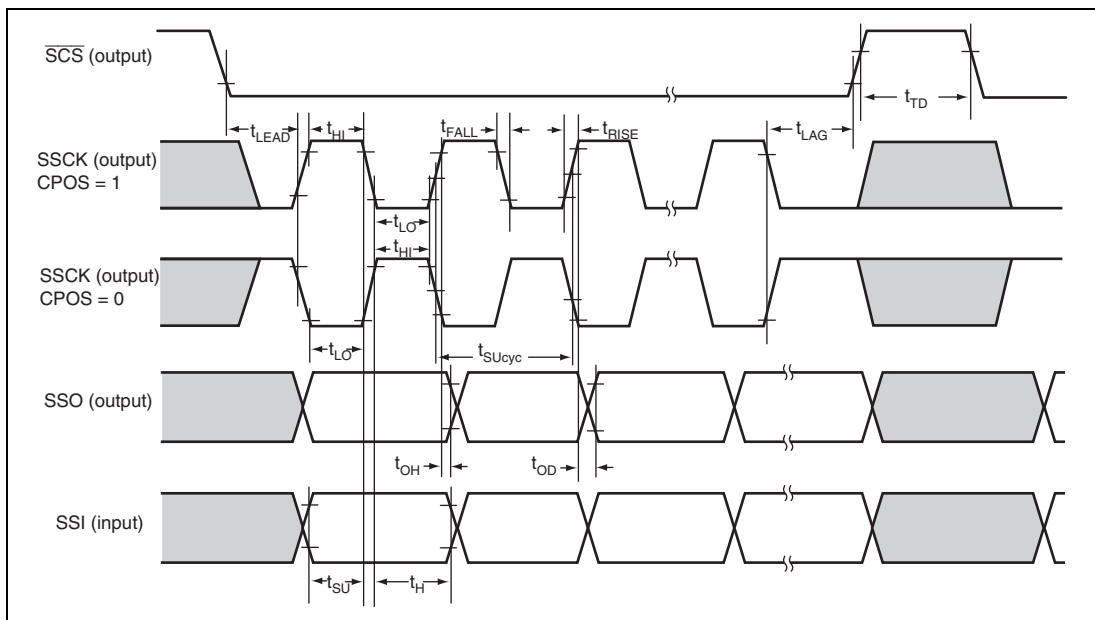 SCS (output)
tTD
tLEAD
tHI
tFALL
tRISE
tLAG
SSCK (output)
CPOS = 1
tLO
tHI
SSCK (output)
CPOS = 0
tLO
tSUcyc
SSO (output)
tOH
tOD
SSI (input)
tSU
tH